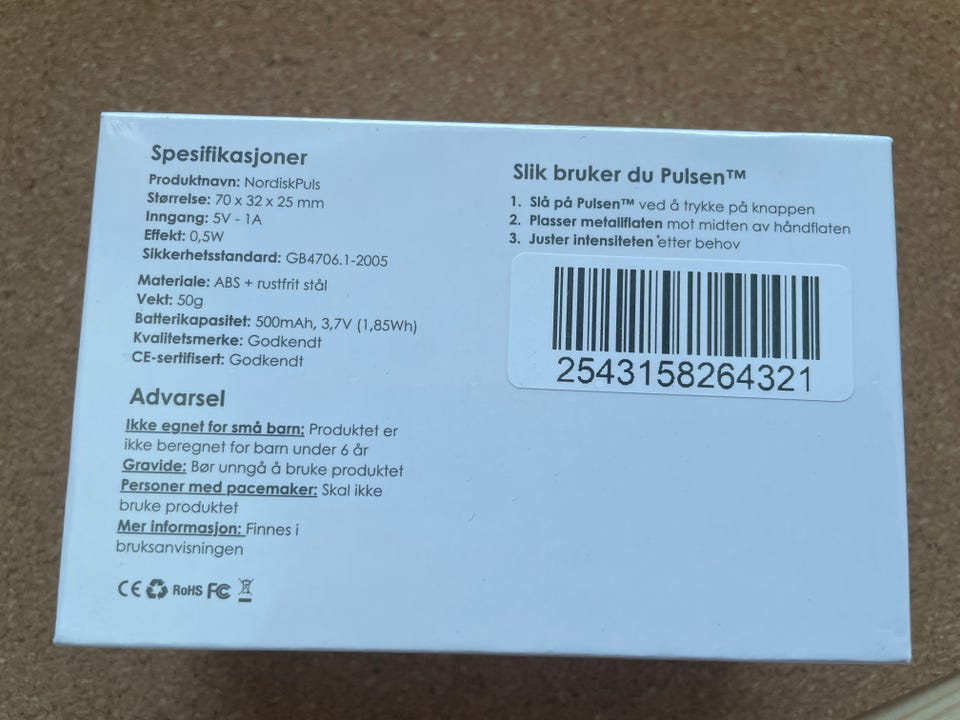 Spesifikasjoner
Produktnavn: NordiskPuls
Størrelse: 70 x 32 x 25 mm
Inngang: 5V - 1A
Effekt: 0,5W
Sikkerhetsstandard: GB4706.1-2005
Materiale: ABS + rustfrit stål
Vekt: 50g
Batterikapasitet: 500mAh, 3,7V (1,85Wh)
Kvalitetsmerke: Godkendt
CE-sertifisert: Godkendt
Advarsel
Ikke egnet for små barn: Produktet er
ikke beregnet for barn under 6 år
Gravide: Bør unngå å bruke produktet
Personer med pacemaker: Skal ikke
bruke produktet
Mer informasjon: Finnes i
bruksanvisningen
CE RoHS FC
Slik bruker du Pulsen™
1. Slå på Pulsen™ ved å trykke på knappen
2. Plasser metallflaten mot midten av håndflaten
3. Juster intensiteten etter behov
2543158264321